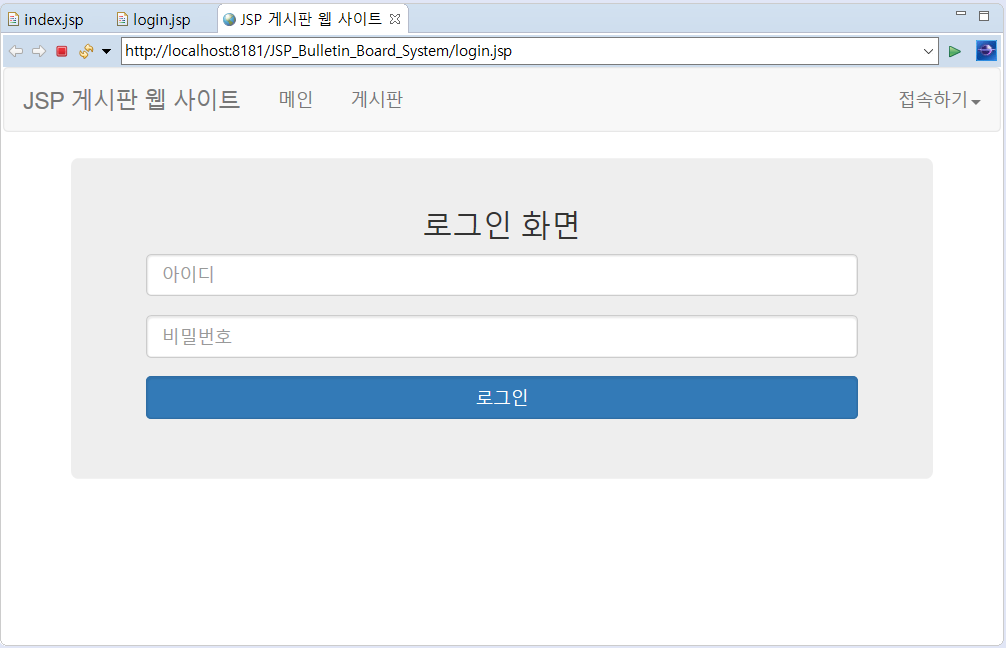 index.jsp login.jsp JSP 게시판 웹 사이트
http://localhost:8181/JSP_Bulletin_Board_System/login.jsp
JSP 게시판 웹 사이트 메인 게시판 접속하기
로그인 화면
아이디
비밀번호
로그인